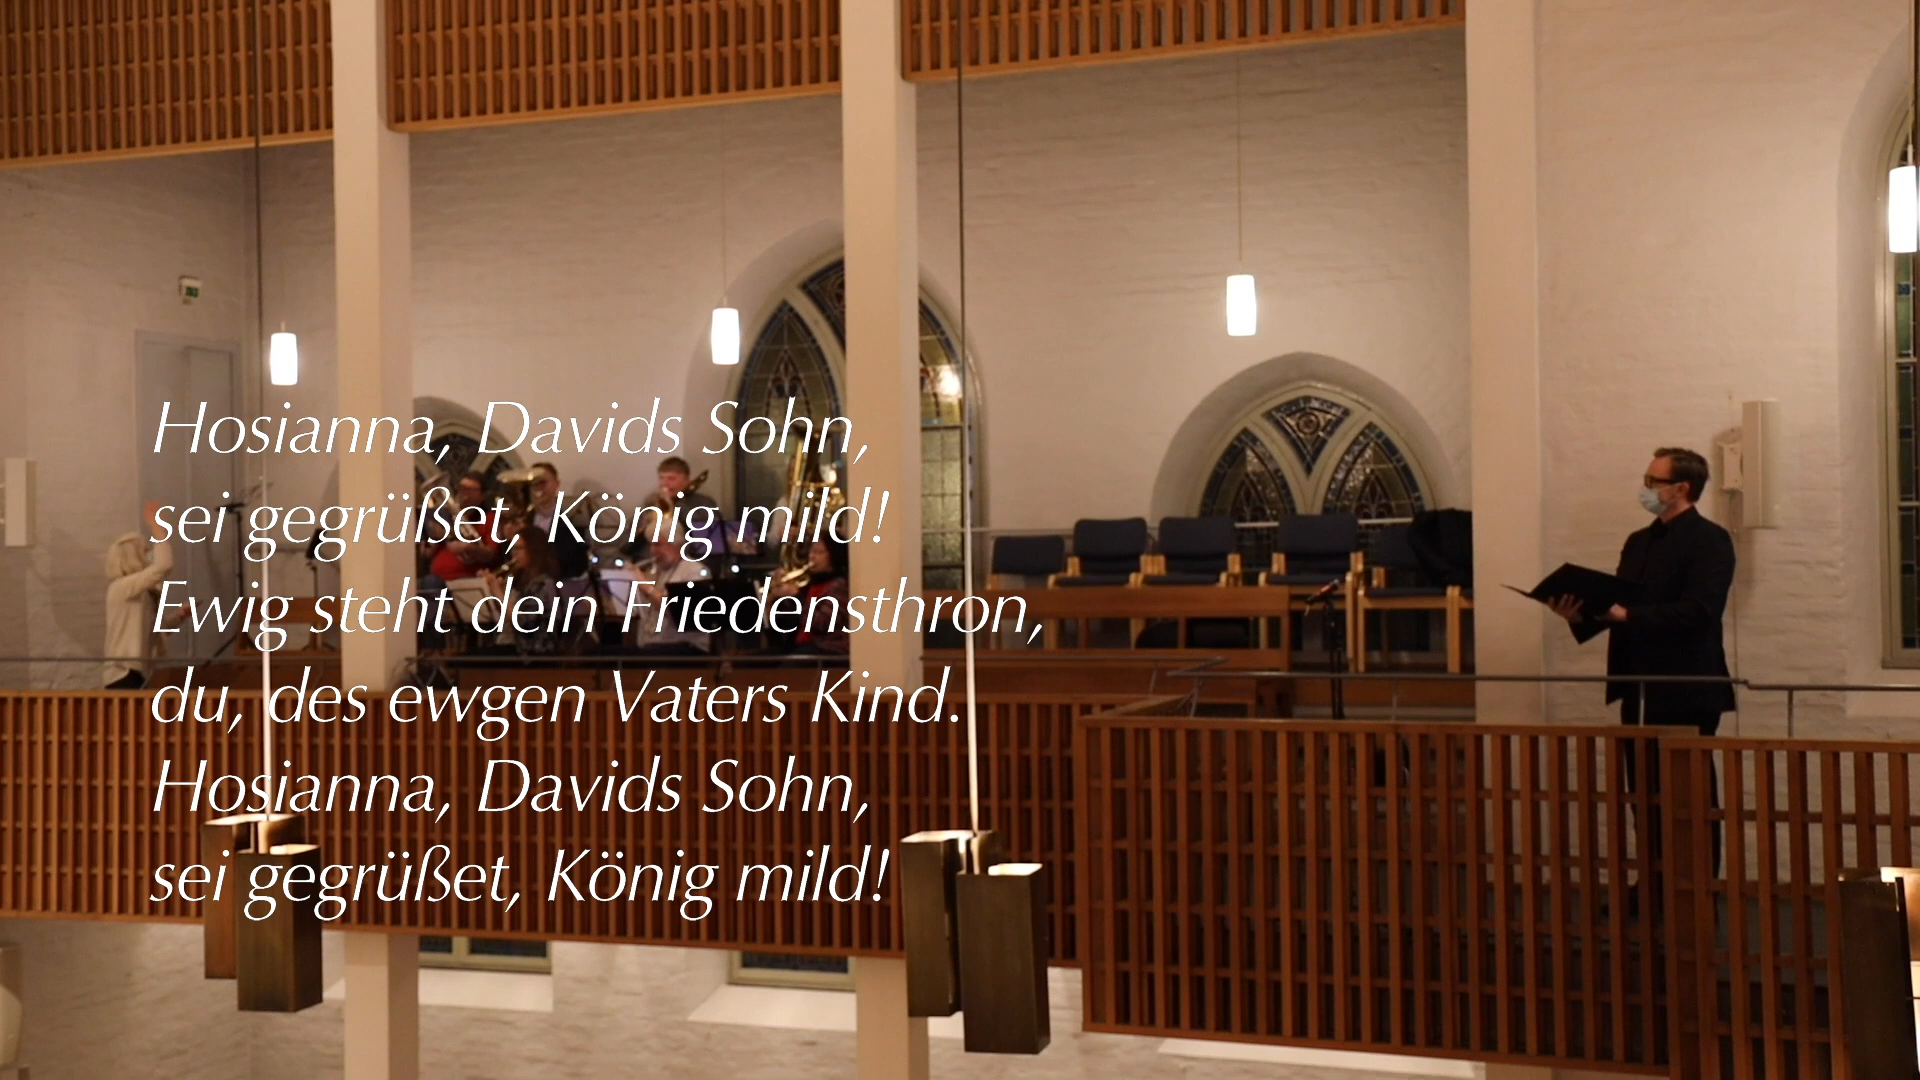 Hosianna, Davids Sohn,
sei gegrüßet, König mild!
Ewig steht dein Friedensthron,
du, des ewgen Vaters Kind.
Hosianna, Davids Sohn,
sei gegrüßet, König mild!